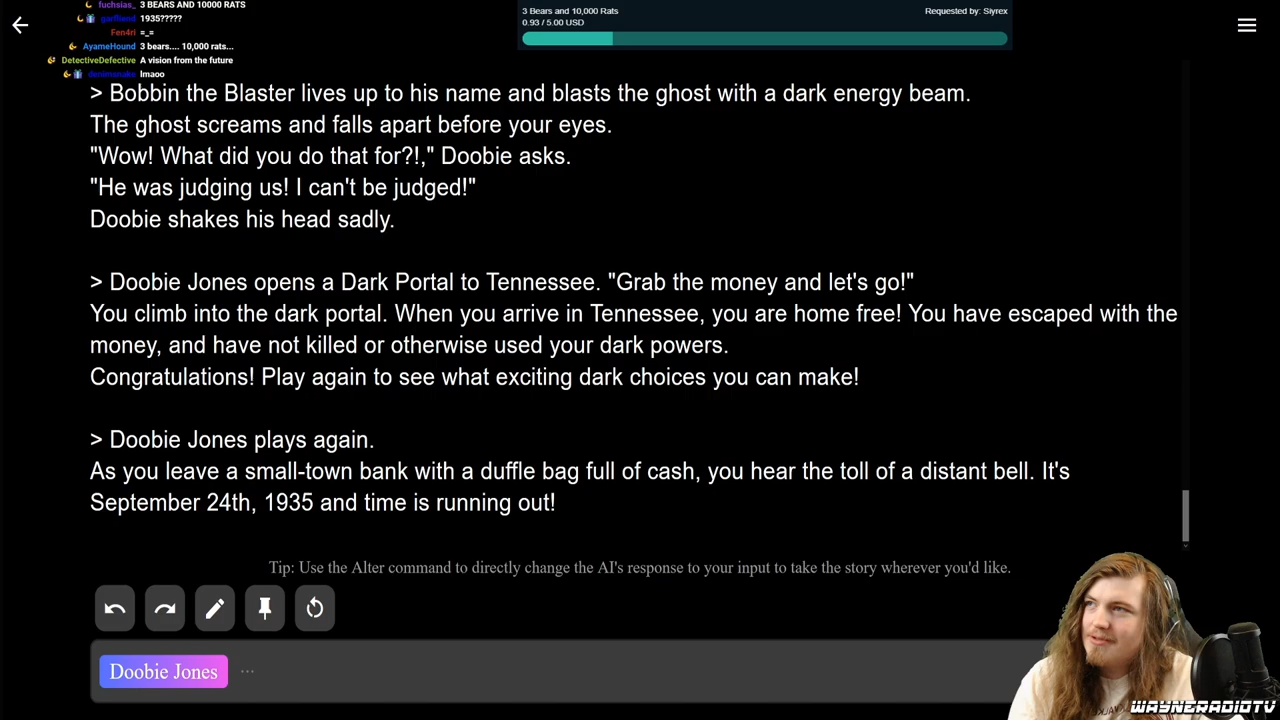 fuchsias_ 3 BEARS AND 10000 RATS
garfiend 1935?????
Fen4ri =_=
AyameHound 3 bears.... 10,000 rats...
DetectiveDefective A vision from the future
denimsnake lmaoo
3 Bears and 10,000 Rats
Requested by: Siyrex
0.93 / 5.00 USD
> Bobbin the Blaster lives up to his name and blasts the ghost with a dark energy beam.
The ghost screams and falls apart before your eyes.
"Wow! What did you do that for?!," Doobie asks.
"He was judging us! I can't be judged!"
Doobie shakes his head sadly.
> Doobie Jones opens a Dark Portal to Tennessee. "Grab the money and let's go!"
You climb into the dark portal. When you arrive in Tennessee, you are home free! You have escaped with the
money, and have not killed or otherwise used your dark powers.
Congratulations! Play again to see what exciting dark choices you can make!
> Doobie Jones plays again.
As you leave a small-town bank with a duffle bag full of cash, you hear the toll of a distant bell. It's
September 24th, 1935 and time is running out!
Tip: Use the Alter command to directly change the AI's response to your input to take the story wherever you'd like.
Doobie Jones ...
WAYNERADIOTV